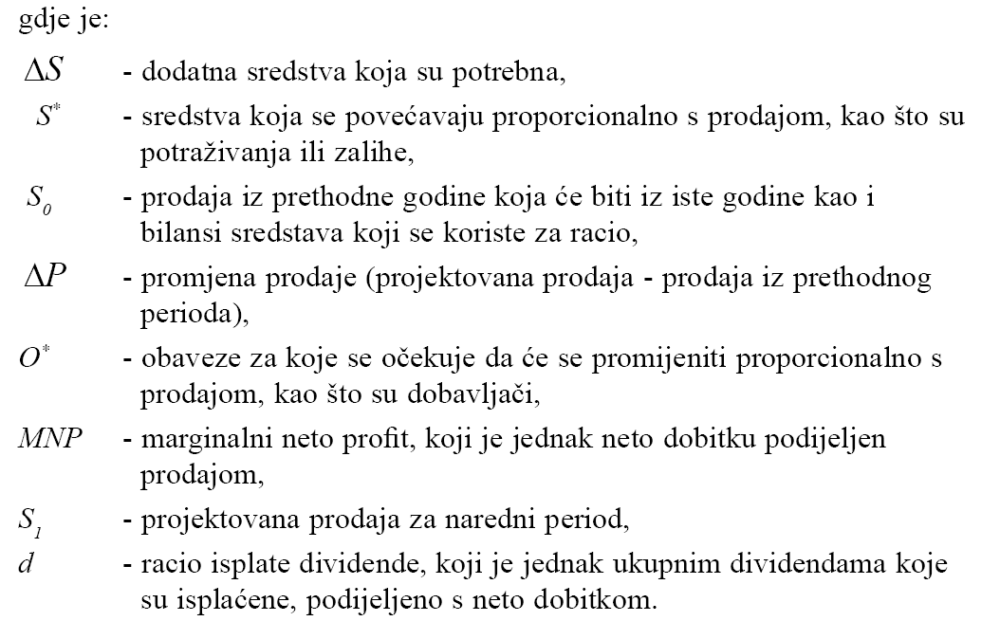 gdje je:
ΔS - dodatna sredstva koja su potrebna,
S* - sredstva koja se povećavaju proporcionalno s prodajom, kao što su
potraživanja ili zalihe,
S₀ - prodaja iz prethodne godine koja će biti iz iste godine kao i
bilansi sredstava koji se koriste za racio,
ΔP - promjena prodaje (projektovana prodaja - prodaja iz prethodnog
perioda),
O* - obaveze za koje se očekuje da će se promijeniti proporcionalno s
prodajom, kao što su dobavljači,
MNP - marginalni neto profit, koji je jednak neto dobitku podijeljen
prodajom,
S₁ - projektovana prodaja za naredni period,
d - racio isplate dividende, koji je jednak ukupnim dividendama koje
su isplaćene, podijeljeno s neto dobitkom.